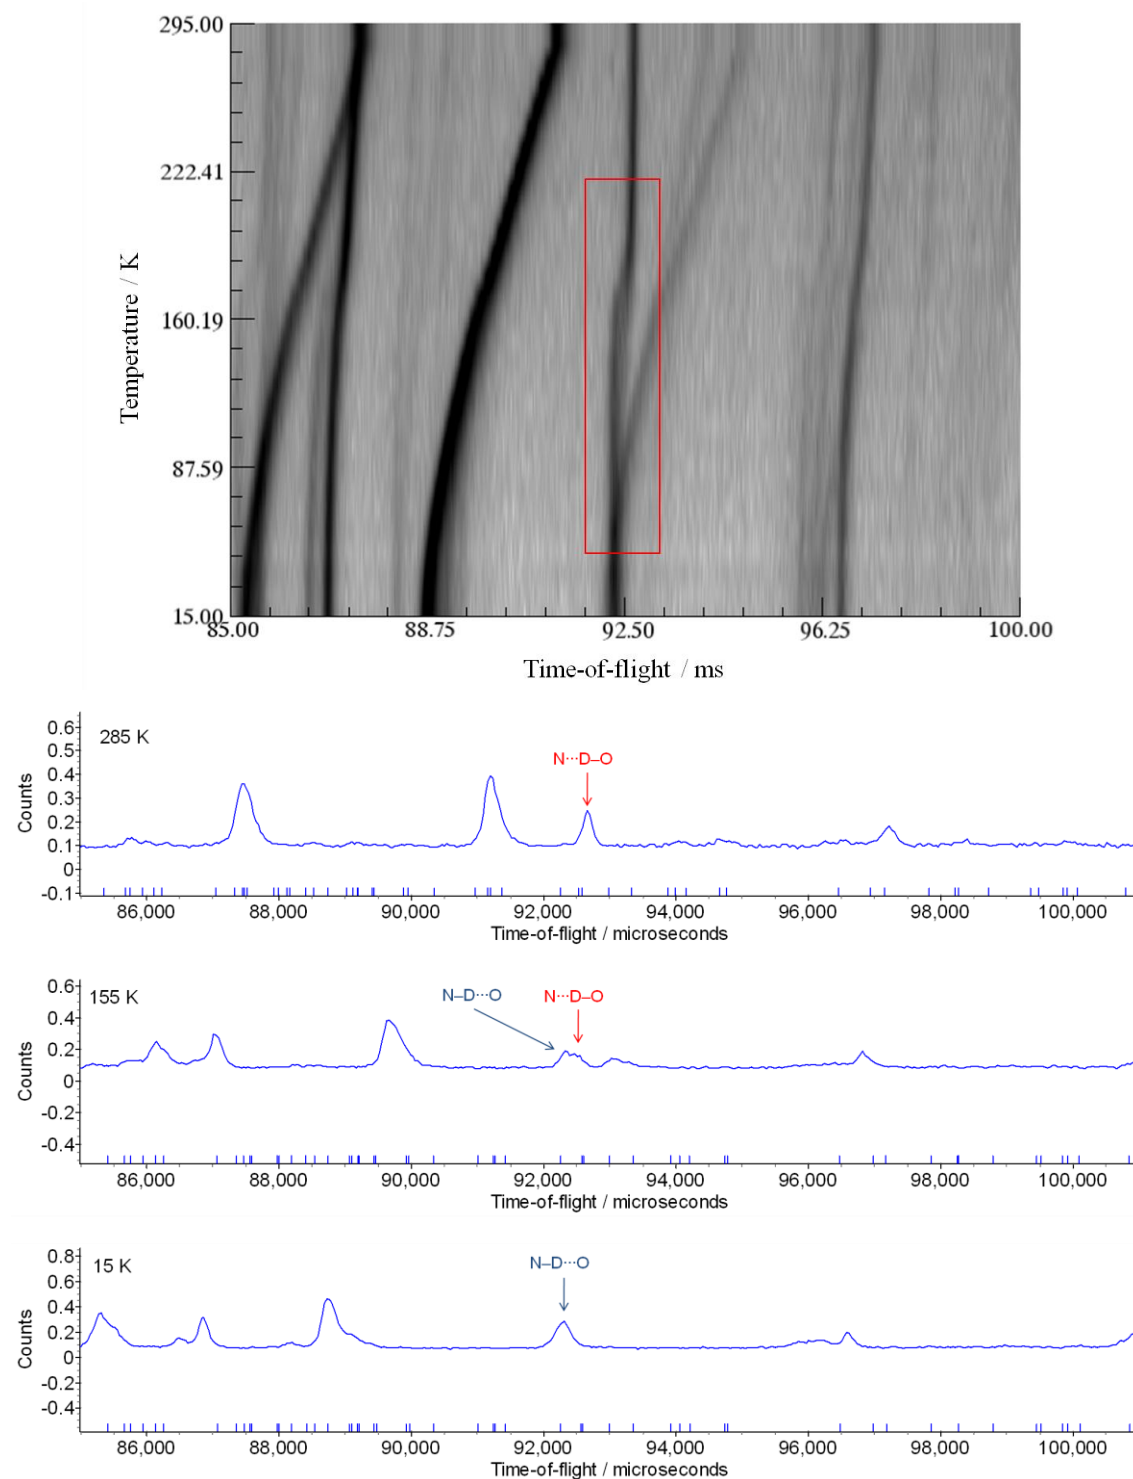 295.00
222.41
160.19
87.59
15.00
Temperature / K
85.00 88.75 92.50 96.25 100.00
Time-of-flight / ms
285 K
N···D–O
0.6
0.5
0.4
0.3
0.2
0.1
0
-0.1
Counts
86,000 88,000 90,000 92,000 94,000 96,000 98,000 100,000
Time-of-flight / microseconds
155 K
N–D···O N···D–O
0.6
0.4
0.2
0
-0.2
-0.4
Counts
86,000 88,000 90,000 92,000 94,000 96,000 98,000 100,000
Time-of-flight / microseconds
15 K
N–D···O
0.8
0.6
0.4
0.2
0
-0.2
-0.4
Counts
86,000 88,000 90,000 92,000 94,000 96,000 98,000 100,000
Time-of-flight / microseconds